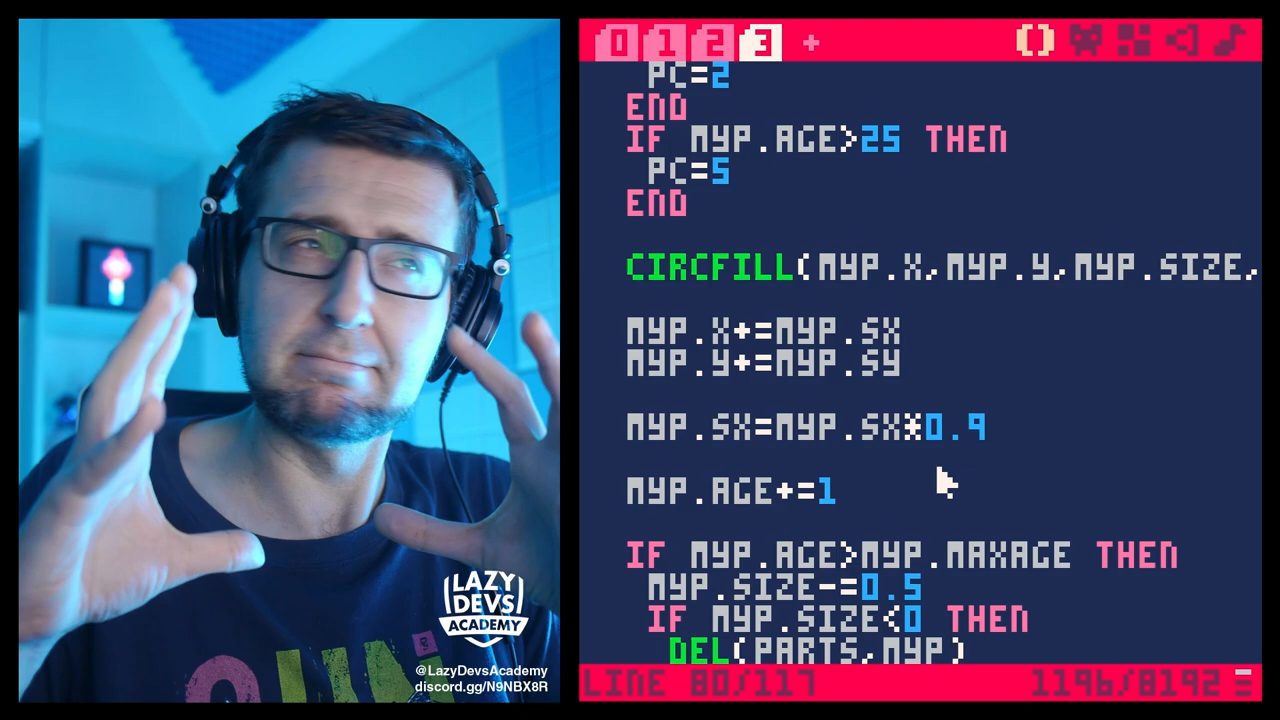 LAZY
DEVS
ACADEMY
@LazyDevsAcademy
discord.gg/N9NBX8R
0 1 2 3 +
PC=2
END
IF MYP.AGE>25 THEN
PC=5
END
CIRCFILL(MYP.X,MYP.Y,MYP.SIZE,
MYP.X+=MYP.SX
MYP.Y+=MYP.SY
MYP.SX=MYP.SX*0.9
MYP.AGE+=1
IF MYP.AGE>MYP.MAXAGE THEN
MYP.SIZE-=0.5
IF MYP.SIZE<0 THEN
DEL(PARTS,MYP)
LINE 80/117 1196/8192